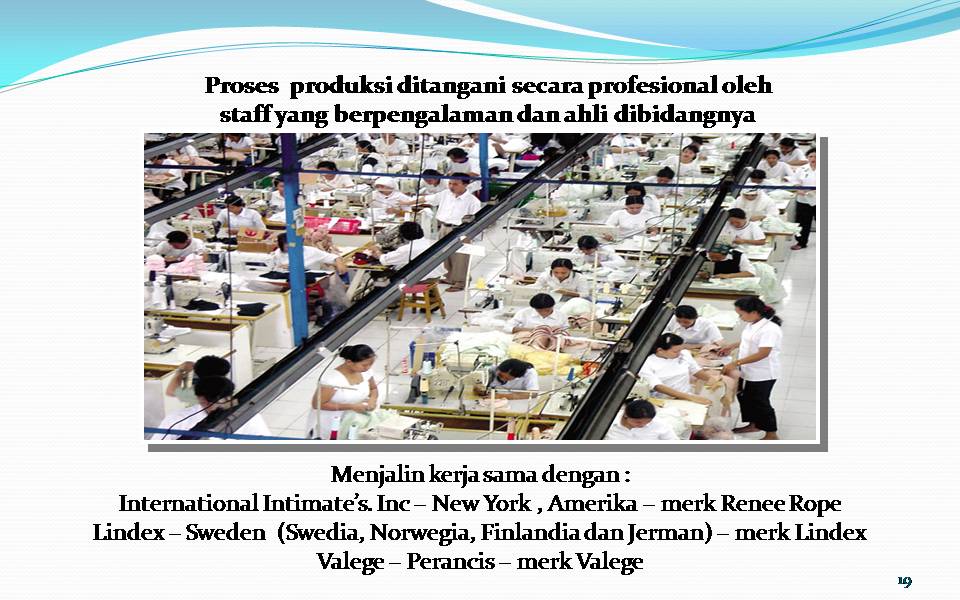 Proses produksi ditangani secara profesional oleh
staff yang berpengalaman dan ahli dibidangnya
Menjalin kerja sama dengan :
International Intimate's. Inc – New York , Amerika – merk Renee Rope
Lindex – Sweden (Swedia, Norwegia, Finlandia dan Jerman) – merk Lindex
Valege – Perancis – merk Valege
19